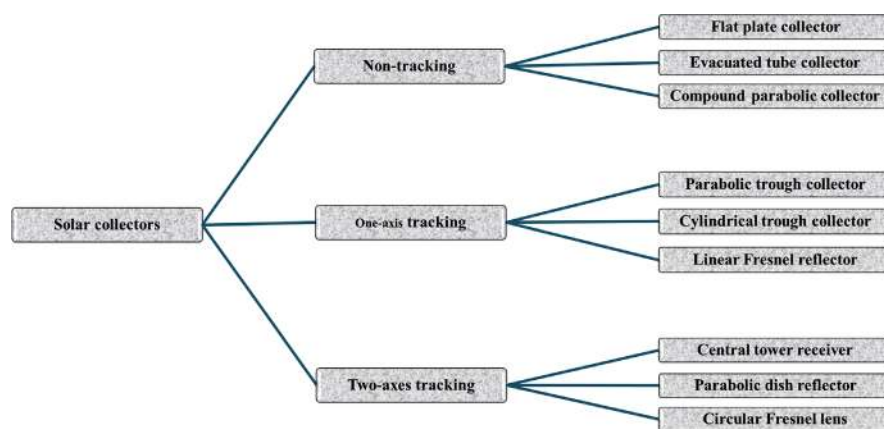 Flat plate collector
Non-tracking
Evacuated tube collector
Compound parabolic collector
Parabolic trough collector
Solar collectors
One-axis tracking
Cylindrical trough collector
Linear Fresnel reflector
Central tower receiver
Two-axes tracking
Parabolic dish reflector
Circular Fresnel lens